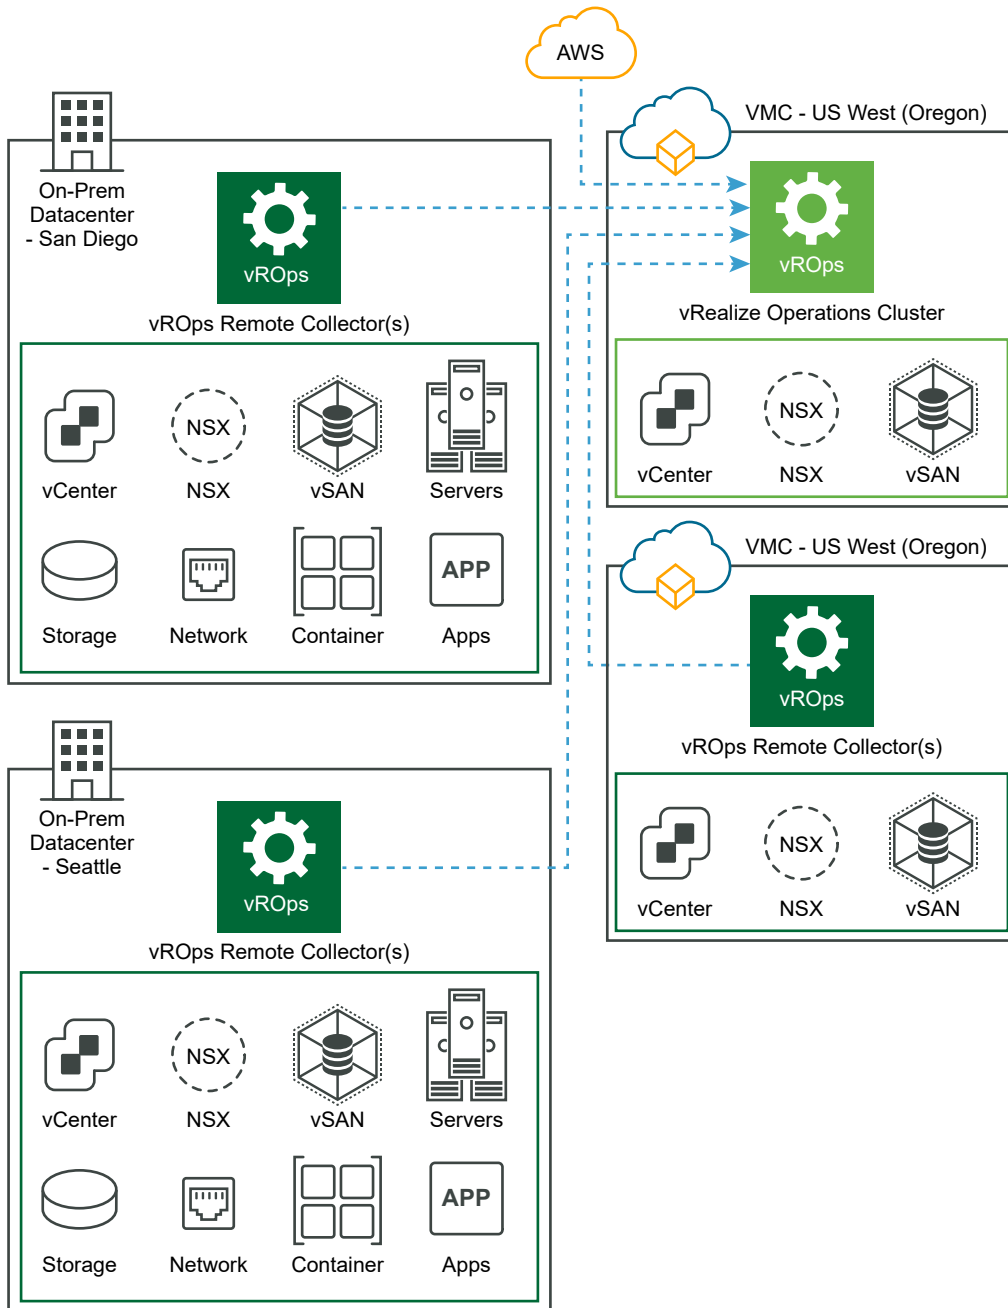 AWS
VMC - US West (Oregon)
On-Prem
Datacenter
- San Diego
vROps
vROps Remote Collector(s)
vCenter
NSX
NSX
vSAN
Servers
Storage
Network
Container
APP
Apps
vROps
vRealize Operations Cluster
vCenter
NSX
NSX
vSAN
VMC - US West (Oregon)
vROps
vROps Remote Collector(s)
vCenter
NSX
NSX
vSAN
On-Prem
Datacenter
- Seattle
vROps
vROps Remote Collector(s)
vCenter
NSX
NSX
vSAN
Servers
Storage
Network
Container
APP
Apps